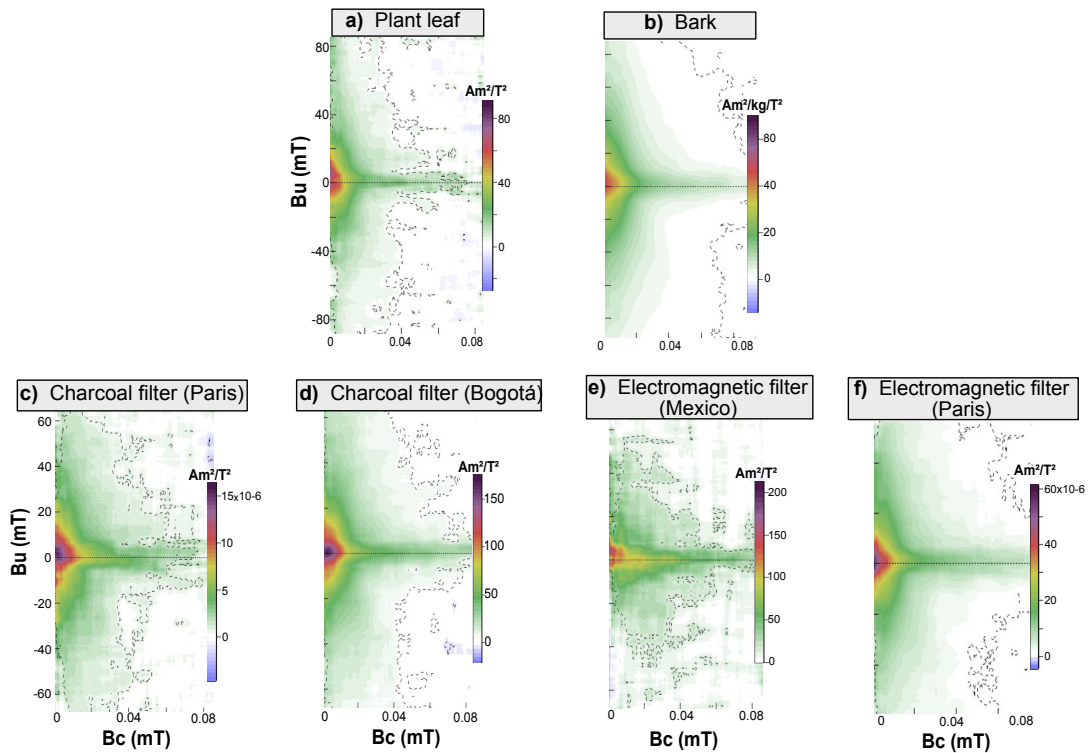 a) Plant leaf
b) Bark
80
40
0
-40
-80
Bu (mT)
Am²/T²
80
60
40
20
0
0
0.04
0.08
Am²/kg/T²
80
60
40
20
0
0
0.04
0.08
c) Charcoal filter (Paris)
d) Charcoal filter (Bogotá)
e) Electromagnetic filter
(Mexico)
f) Electromagnetic filter
(Paris)
60
40
20
0
-20
-40
-60
Bu (mT)
Am²/T²
15x10-6
10
5
0
0
0.04
0.08
Bc (mT)
Am²/T²
150
100
50
0
0
0.04
0.08
Bc (mT)
Am²/T²
200
150
100
50
0
0
0.04
0.08
Bc (mT)
Am²/T²
60x10-6
40
20
0
0
0.04
0.08
Bc (mT)